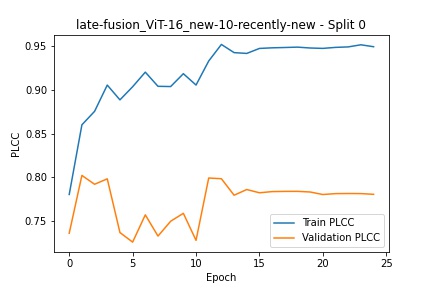 late-fusion_ViT-16_new-10-recently-new - Split 0
0.95
0.90
0.85
0.80
0.75
PLCC
Train PLCC
Validation PLCC
0 5 10 15 20 25
Epoch